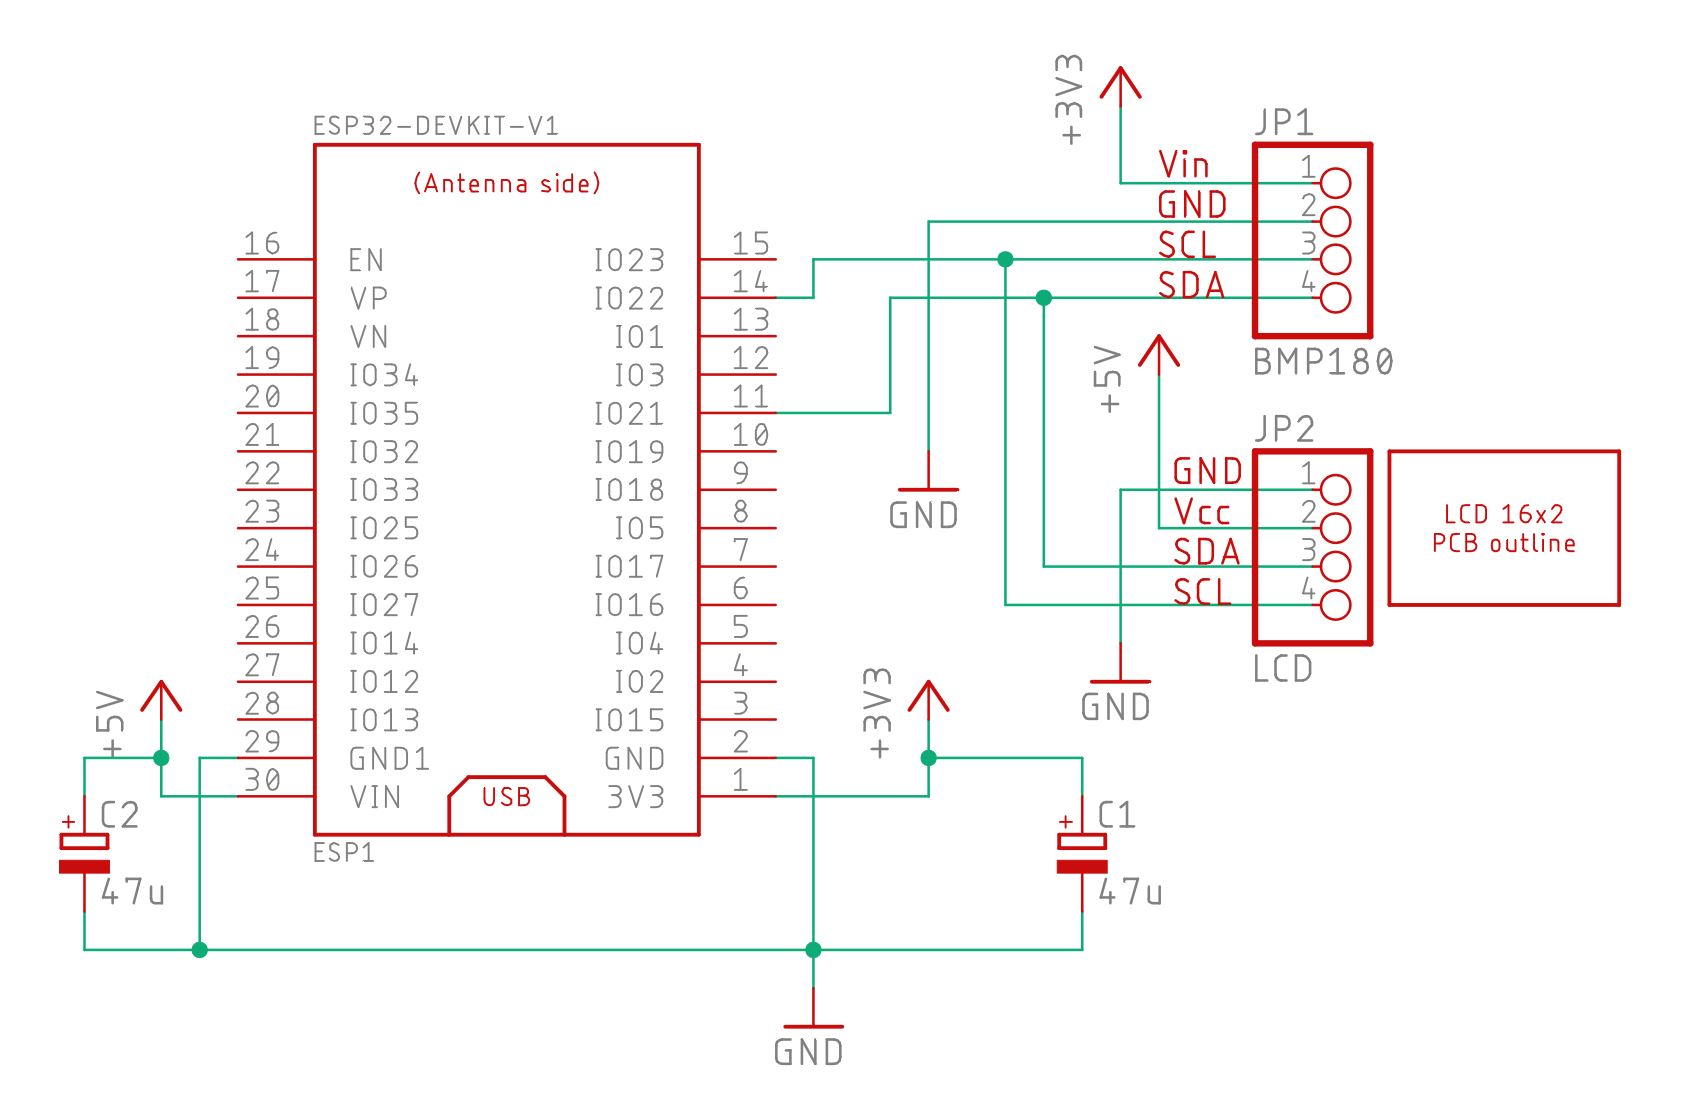 ESP32-DEVKIT-V1
(Antenna side)
16 EN IO23 15
17 VP IO22 14
18 VN IO1 13
19 IO34 IO3 12
20 IO35 IO21 11
21 IO32 IO19 10
22 IO33 IO18 9
23 IO25 IO5 8
24 IO26 IO17 7
25 IO27 IO16 6
26 IO14 IO4 5
27 IO12 IO2 4
28 IO13 IO15 3
29 GND1 GND 2
30 VIN 3V3 1
USB
ESP1
+5V
+
C2
47u
+3V3
+
C1
47u
GND
+3V3
JP1
Vin 1
GND 2
SCL 3
SDA 4
BMP180
GND
+5V
JP2
GND 1
Vcc 2
SDA 3
SCL 4
LCD
GND
LCD 16x2
PCB outline